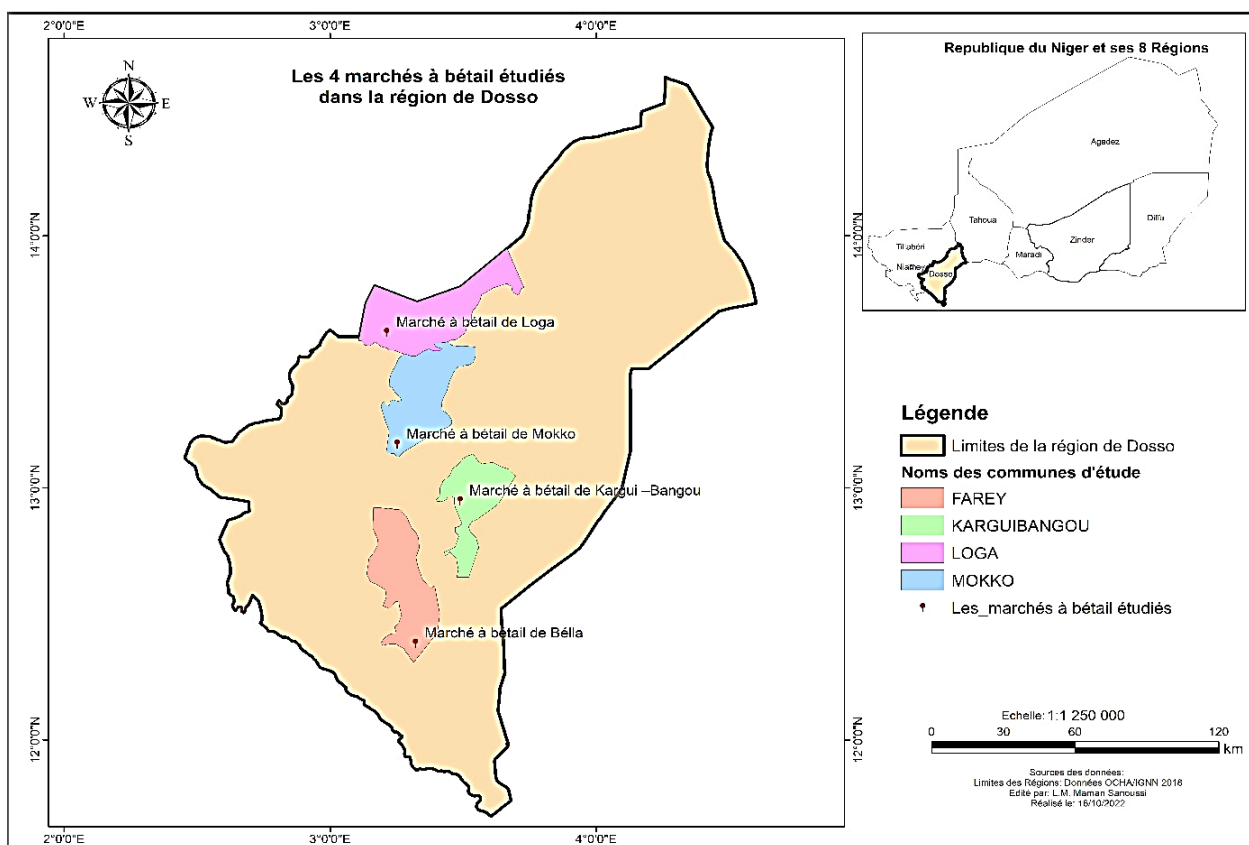 2°0'0"E
3°0'0"E
4°0'0"E
Les 4 marchés à bétail étudiés
dans la région de Dosso
N
W
E
S
14°0'0"N
13°0'0"N
12°0'0"N
Marché à bétail de Loga
Marché à bétail de Mokko
Marché à bétail de Kargui –Bangou
Marché à bétail de Bélla
14°0'0"N
13°0'0"N
12°0'0"N
2°0'0"E
3°0'0"E
4°0'0"E
Republique du Niger et ses 8 Régions
Agadez
Tahoua
Diffa
Zinder
Tillabéri
Maradi
Niamey
Dosso
Légende
Limites de la région de Dosso
Noms des communes d'étude
FAREY
KARGUIBANGOU
LOGA
MOKKO
Les_marchés à bétail étudiés
Echelle: 1:1 250 000
0 30 60 120
km
Sources des données:
Limites des Régions: Données OCHA/IGNN 2016
Edité par: L.M. Maman Sanoussi
Réalisé le: 16/10/2022